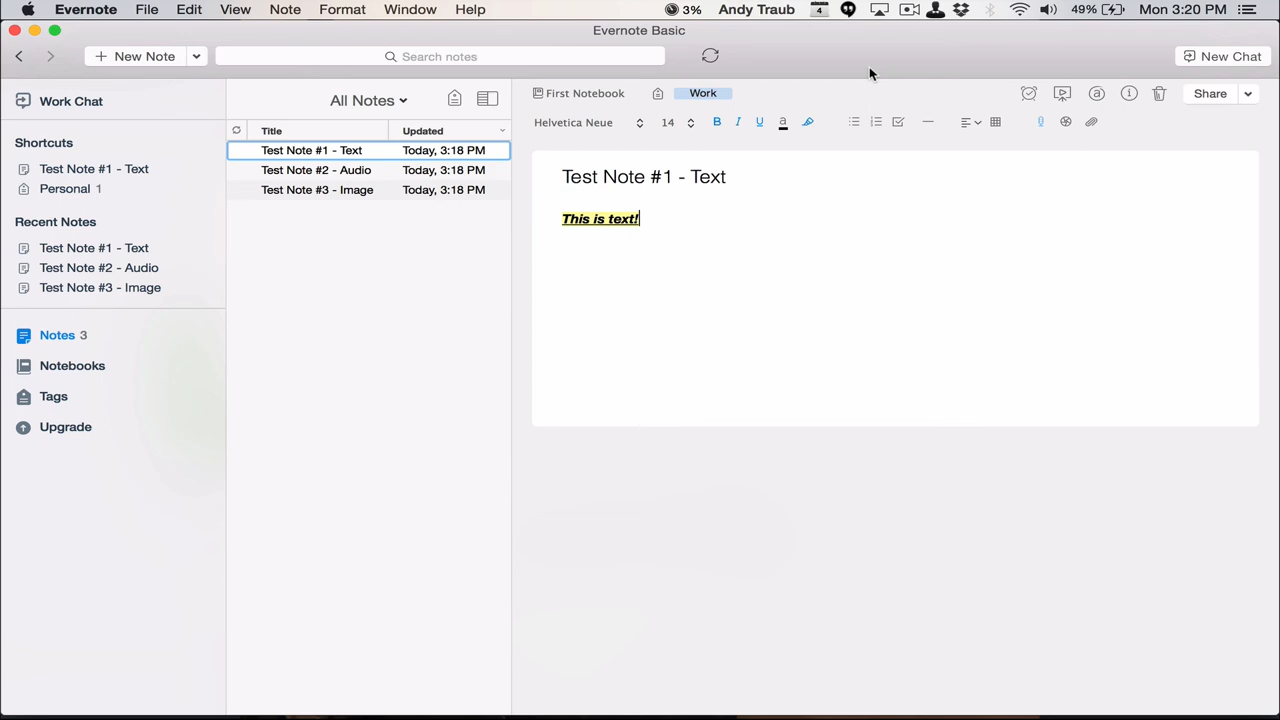 Evernote File Edit View Note Format Window Help 3% Andy Traub 4 49% Mon 3:20 PM
Evernote Basic
New Note Search notes New Chat
Work Chat
Shortcuts
Test Note #1 - Text
Personal 1
Recent Notes
Test Note #1 - Text
Test Note #2 - Audio
Test Note #3 - Image
Notes 3
Notebooks
Tags
Upgrade
All Notes
Title Updated
Test Note #1 - Text Today, 3:18 PM
Test Note #2 - Audio Today, 3:18 PM
Test Note #3 - Image Today, 3:18 PM
First Notebook Work Share
Helvetica Neue 14 B I U a
Test Note #1 - Text
This is text!